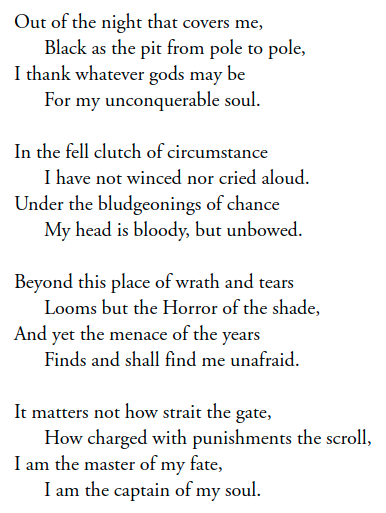 Out of the night that covers me,
Black as the pit from pole to pole,
I thank whatever gods may be
For my unconquerable soul.

In the fell clutch of circumstance
I have not winced nor cried aloud.
Under the bludgeonings of chance
My head is bloody, but unbowed.

Beyond this place of wrath and tears
Looms but the Horror of the shade,
And yet the menace of the years
Finds and shall find me unafraid.

It matters not how strait the gate,
How charged with punishments the scroll,
I am the master of my fate,
I am the captain of my soul.